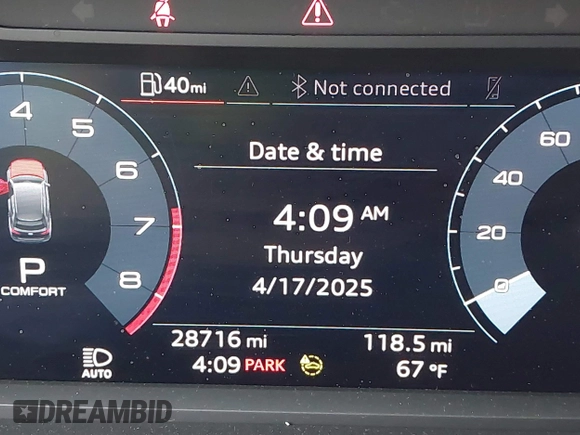 40mi
Not connected
Date & time
4:09 AM
Thursday
4/17/2025
4
5
6
7
8
P
COMFORT
60
40
20
0
28716 mi
118.5 mi
AUTO
4:09 PARK
67 °F
DREAMBID